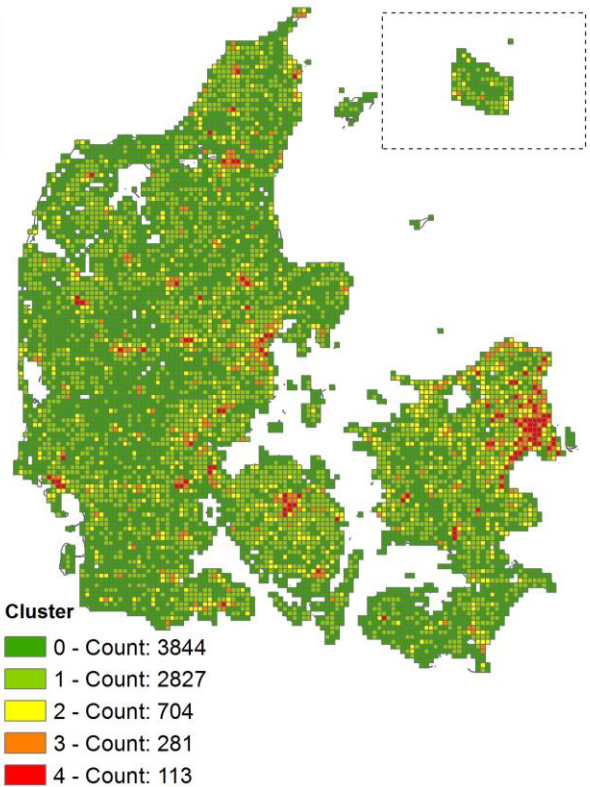 Cluster
0 - Count: 3844
1 - Count: 2827
2 - Count: 704
3 - Count: 281
4 - Count: 113